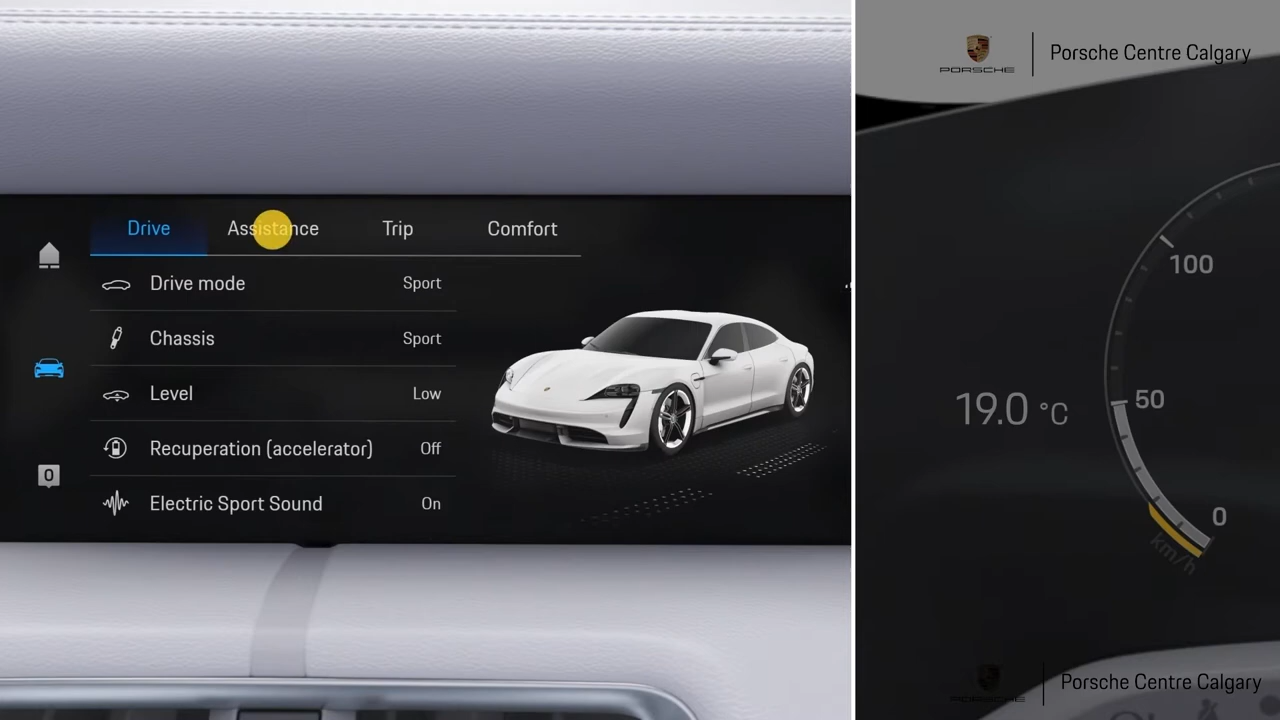 Drive Assistance Trip Comfort
Drive mode Sport
Chassis Sport
Level Low
Recuperation (accelerator) Off
0
Electric Sport Sound On
PORSCHE Porsche Centre Calgary
100
50
19.0 °C
0
km/h
Porsche Centre Calgary